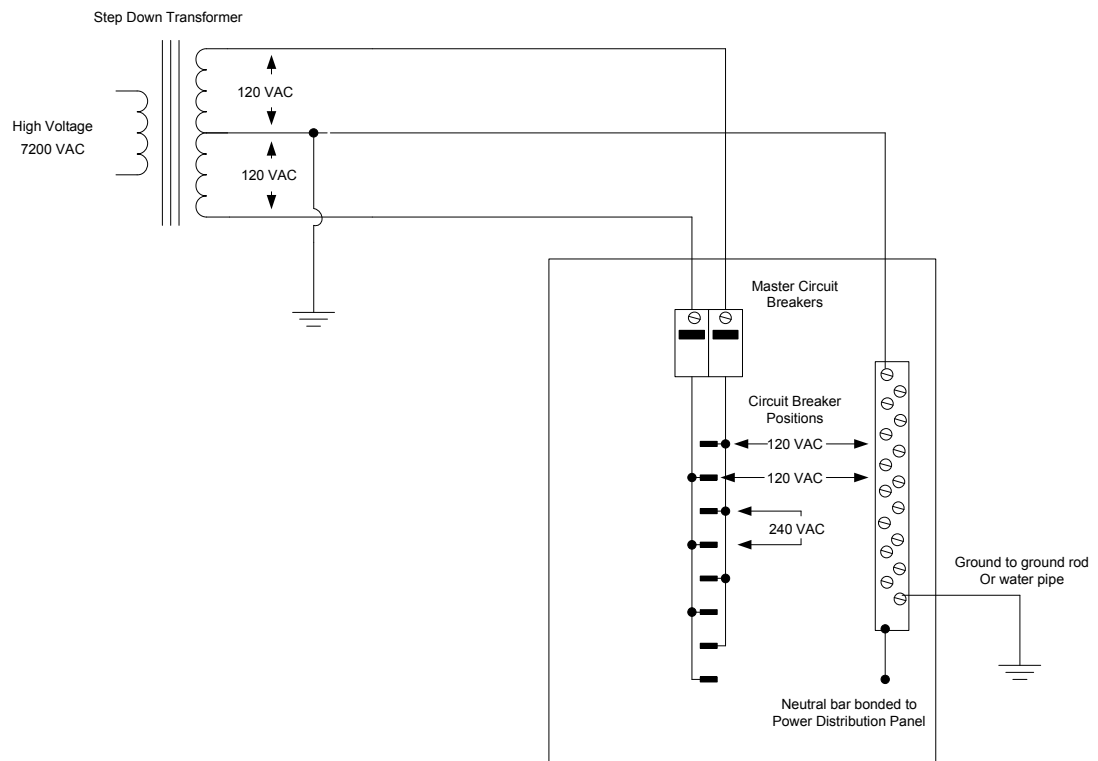 Step Down Transformer
120 VAC
High Voltage
7200 VAC
120 VAC
Master Circuit
Breakers
Circuit Breaker
Positions
120 VAC
120 VAC
240 VAC
Ground to ground rod
Or water pipe
Neutral bar bonded to
Power Distribution Panel